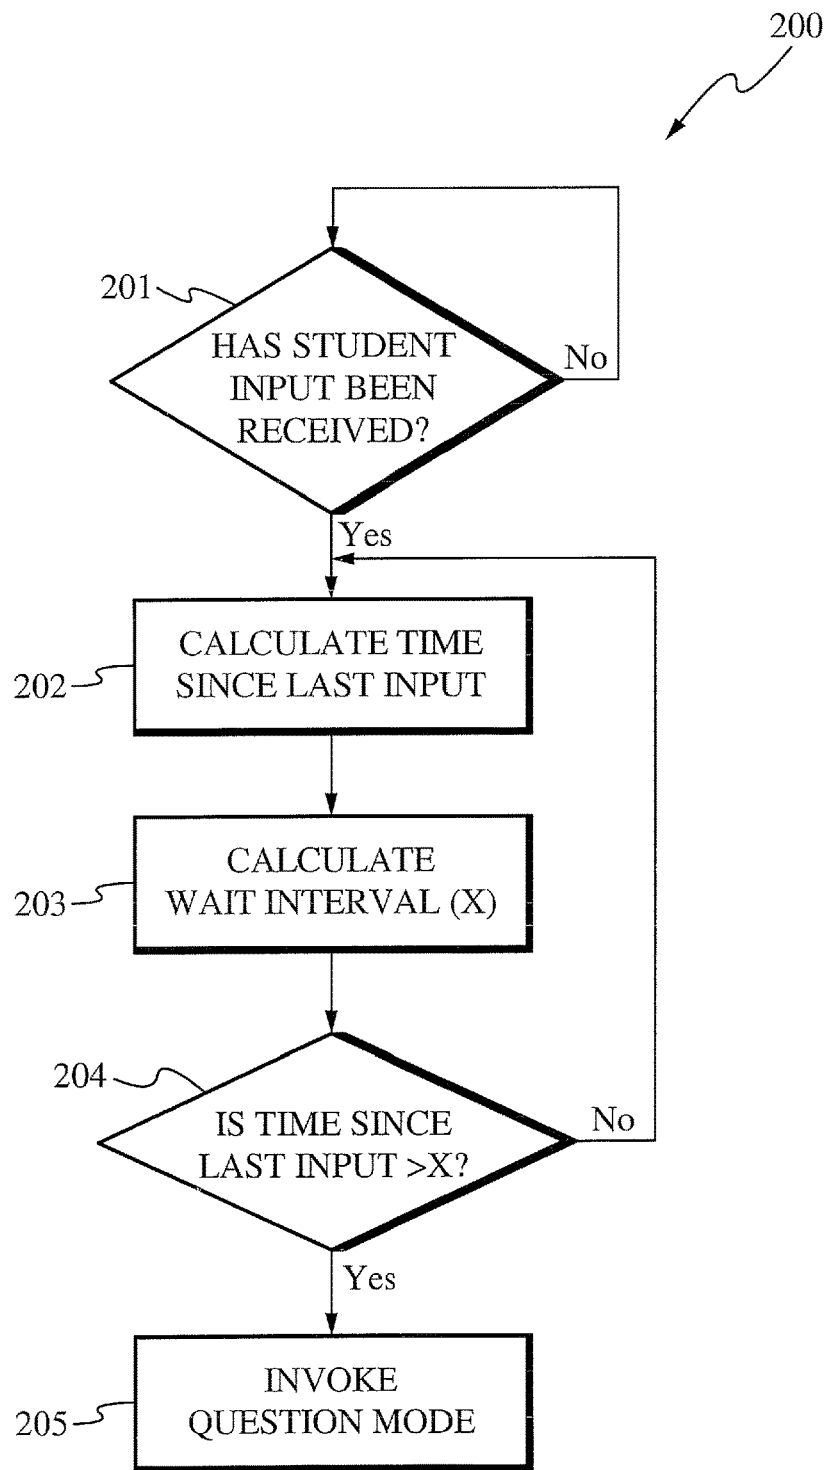 200
201
HAS STUDENT
INPUT BEEN
RECEIVED?
No
Yes
202
CALCULATE TIME
SINCE LAST INPUT
203
CALCULATE
WAIT INTERVAL (X)
204
IS TIME SINCE
LAST INPUT >X?
No
Yes
205
INVOKE
QUESTION MODE